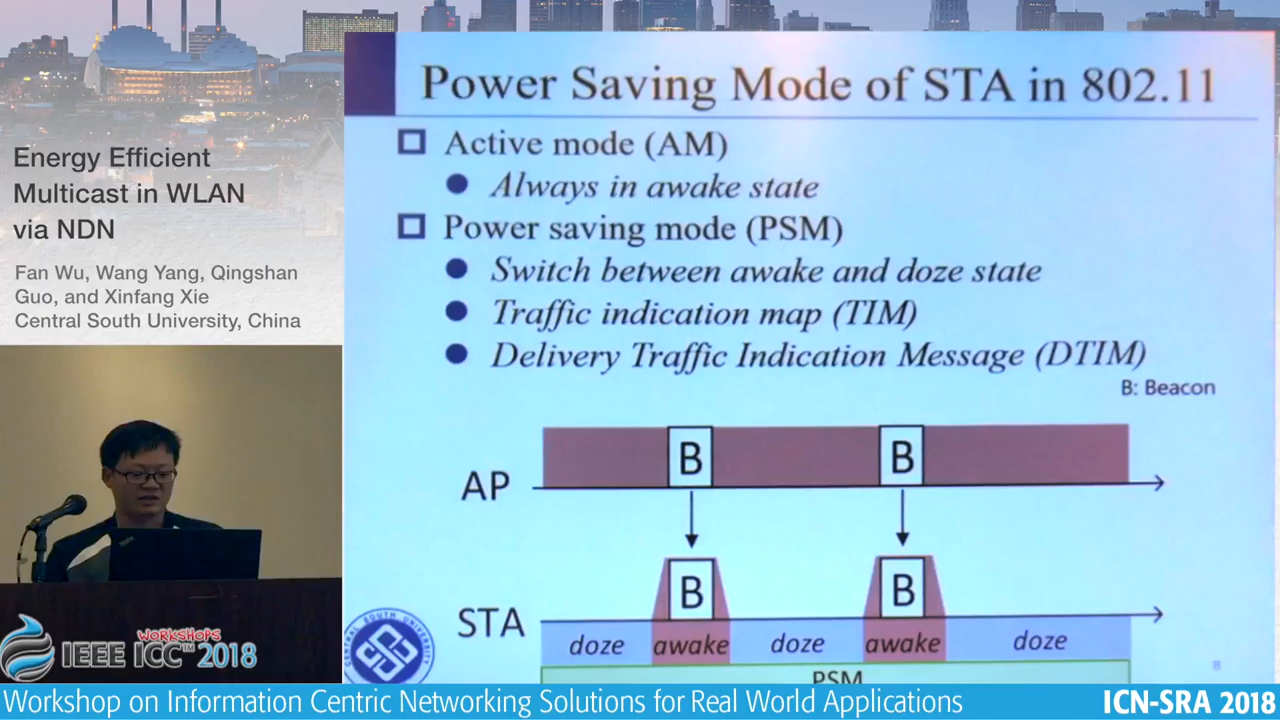 Energy Efficient
Multicast in WLAN
via NDN
Fan Wu, Wang Yang, Qingshan
Guo, and Xinfang Xie
Central South University, China
Power Saving Mode of STA in 802.11
Active mode (AM)
Always in awake state
Power saving mode (PSM)
Switch between awake and doze state
Traffic indication map (TIM)
Delivery Traffic Indication Message (DTIM)
B: Beacon
B B
AP
B B
STA
doze awake doze awake doze
PSM
CENTRAL SOUTH UNIVERSITY
WORKSHOPS
IEEE ICC™ 2018
Workshop on Information Centric Networking Solutions for Real World Applications ICN-SRA 2018